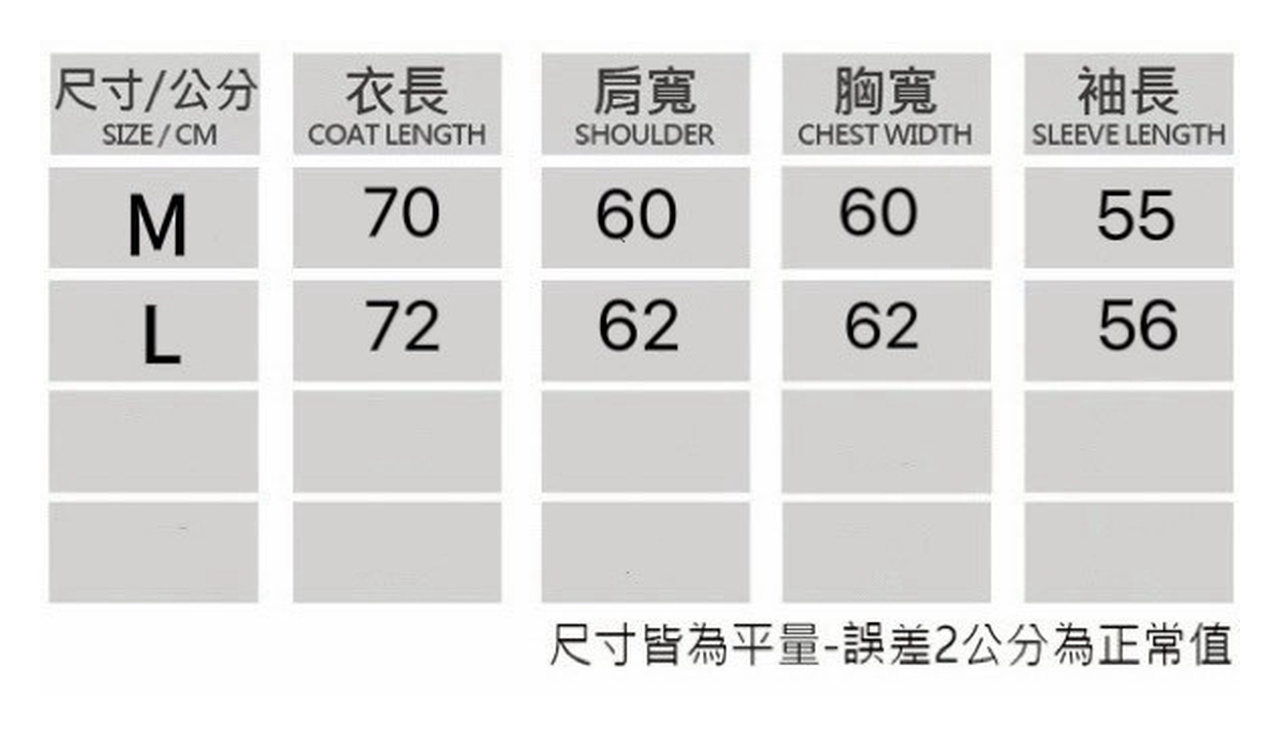 尺寸/公分 衣長 肩寬 胸寬 袖長
SIZE / CM COAT LENGTH SHOULDER CHEST WIDTH SLEEVE LENGTH
M 70 60 60 55
L 72 62 62 56
尺寸皆為平量-誤差2公分為正常值